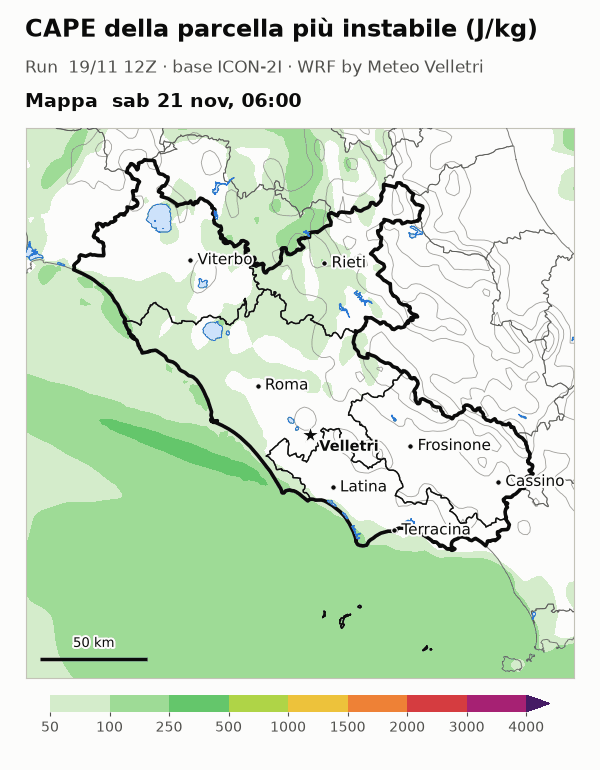 CAPE della parcella più instabile (J/kg)
Run  19/11 12Z · base ICON-2I · WRF by Meteo Velletri
Mappa  sab 21 nov, 06:00
Viterbo
Rieti
Roma
Velletri
Frosinone
Cassino
Latina
Terracina
50 km
50 100 250 500 1000 1500 2000 3000 4000